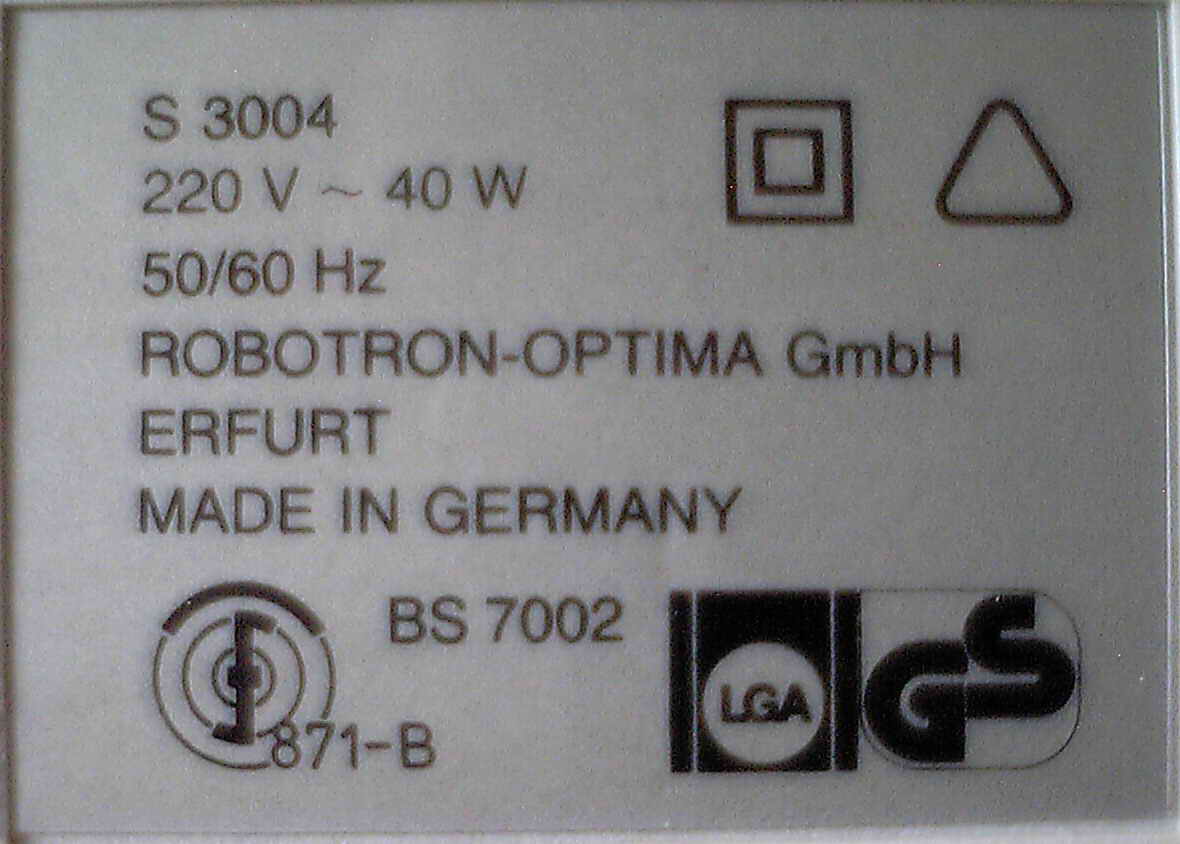 S 3004
220 V ~ 40 W
50/60 Hz
ROBOTRON-OPTIMA GmbH
ERFURT
MADE IN GERMANY
BS 7002
871-B
LGA
GS